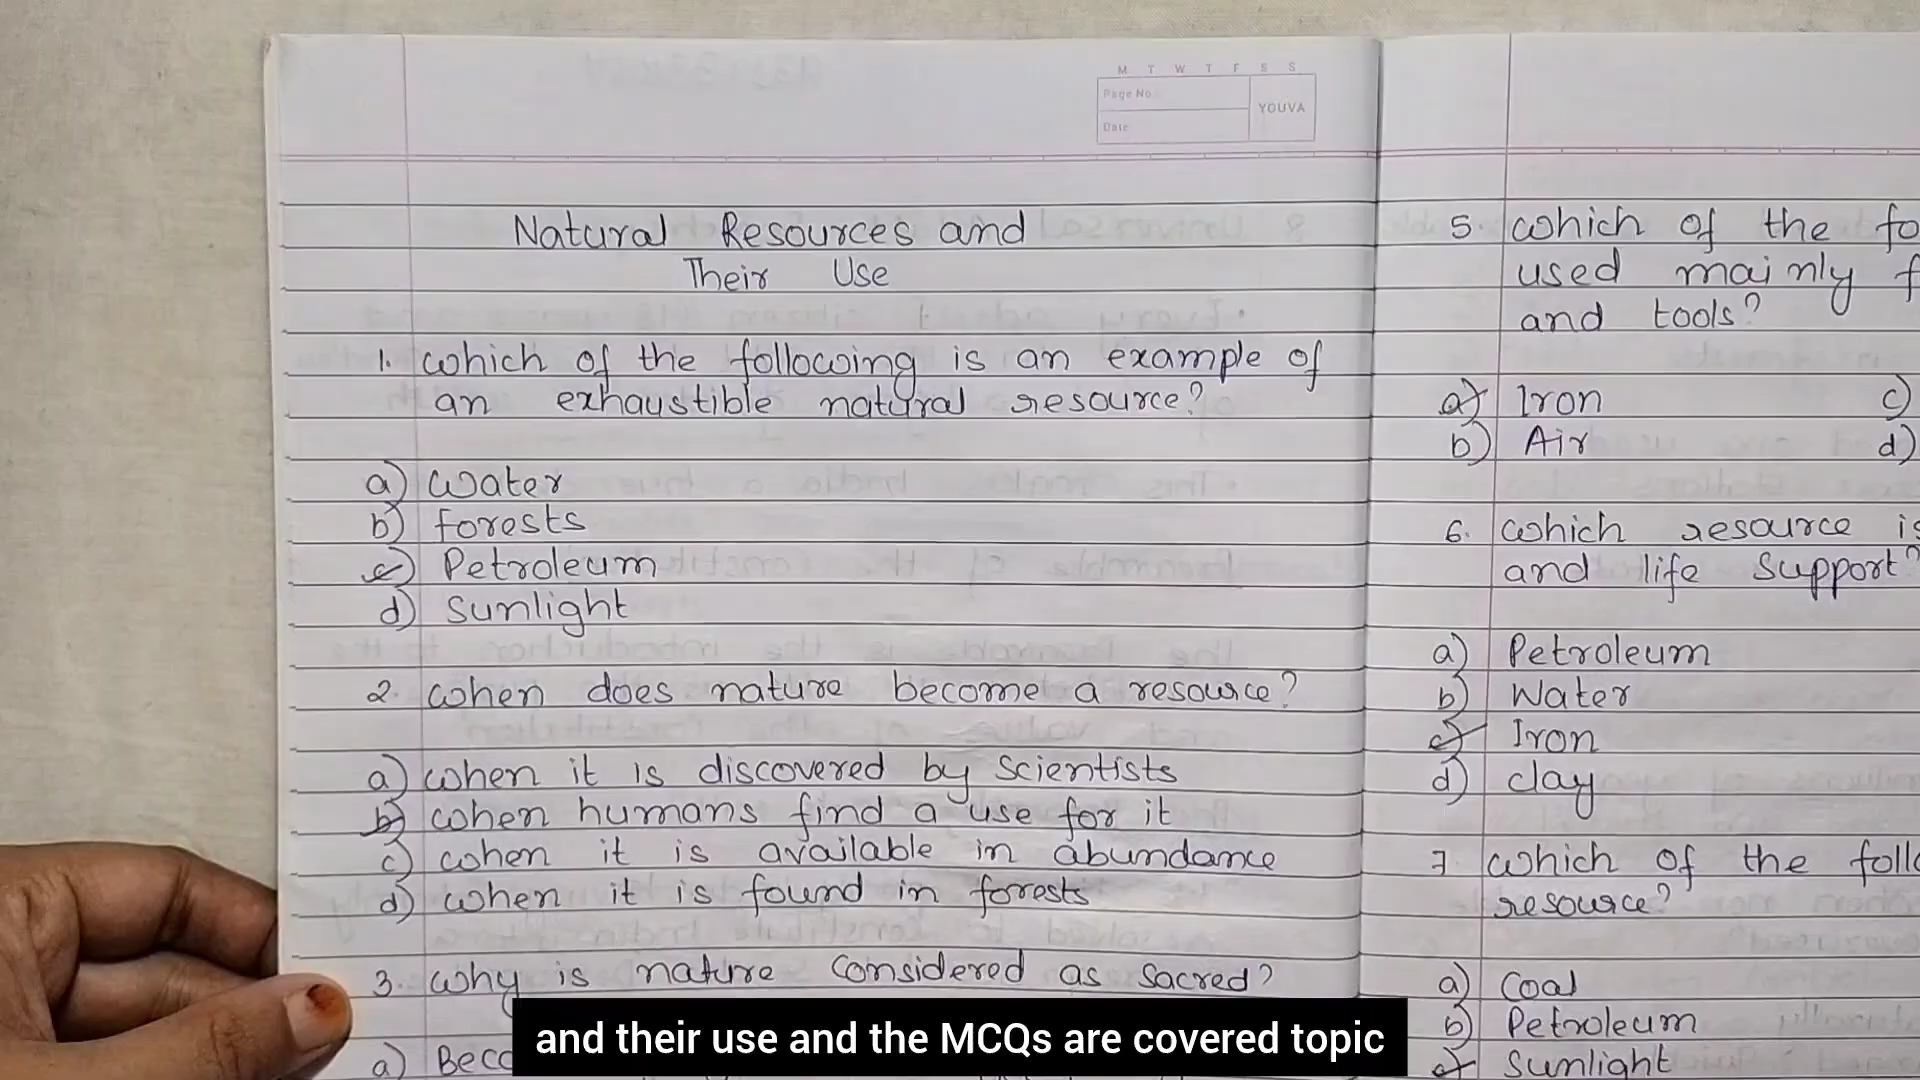 M T W T F S S
Page No.
YOUVA
Date
Natural Resources and
Their Use
1. which of the following is an example of
an exhaustible natural resource?
a) Water
b) forests
c) Petroleum
d) Sunlight
2. when does nature become a resource?
a) when it is discovered by Scientists
b) when humans find a use for it
c) when it is available in abundance
d) when it is found in forests
3. why is nature Considered as Sacred?
a) Beco
5. which of the fo
used mainly f
and tools?
a) Iron
c)
b) Air
d)
6. which resource is
and life Support?
a) Petroleum
b) Water
c) Iron
d) clay
7. which of the follo
resource?
a) Coal
b) Petroleum
c) Sunlight
and their use and the MCQs are covered topic